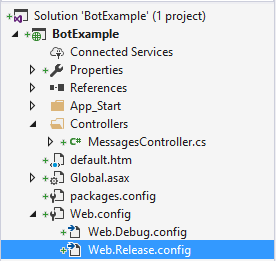 Solution 'BotExample' (1 project)
BotExample
Connected Services
Properties
References
App_Start
Controllers
C# MessagesController.cs
default.htm
Global.asax
packages.config
Web.config
Web.Debug.config
Web.Release.config